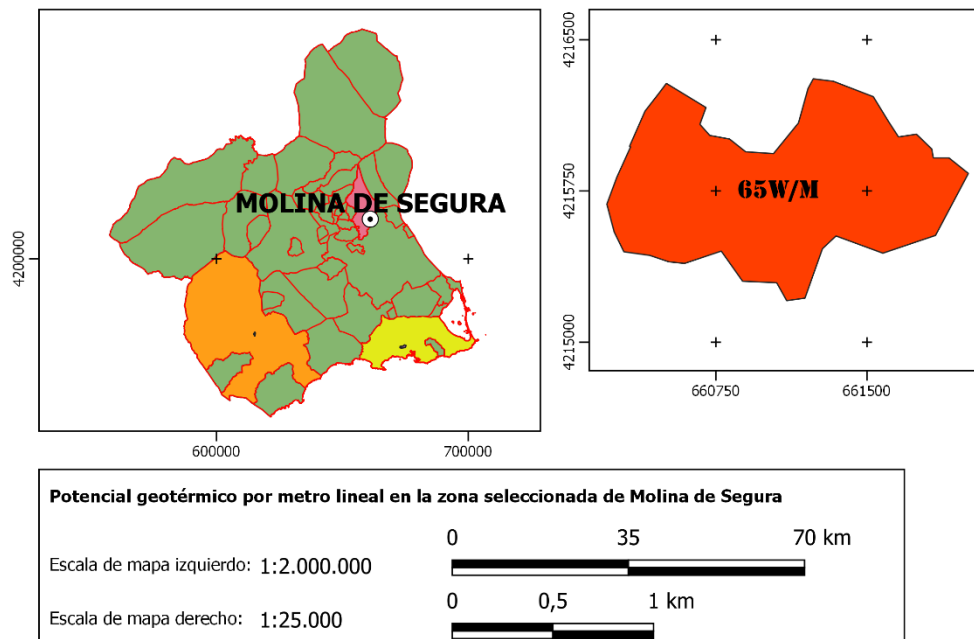 MOLINA DE SEGURA
4200000
600000
700000
4216500
4215750
4215000
65W/M
660750
661500
Potencial geotérmico por metro lineal en la zona seleccionada de Molina de Segura
Escala de mapa izquierdo: 1:2.000.000
0 35 70 km
Escala de mapa derecho: 1:25.000
0 0,5 1 km